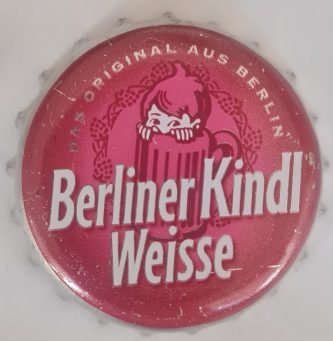 DAS ORIGINAL AUS BERLIN
Berliner Kindl
Weisse